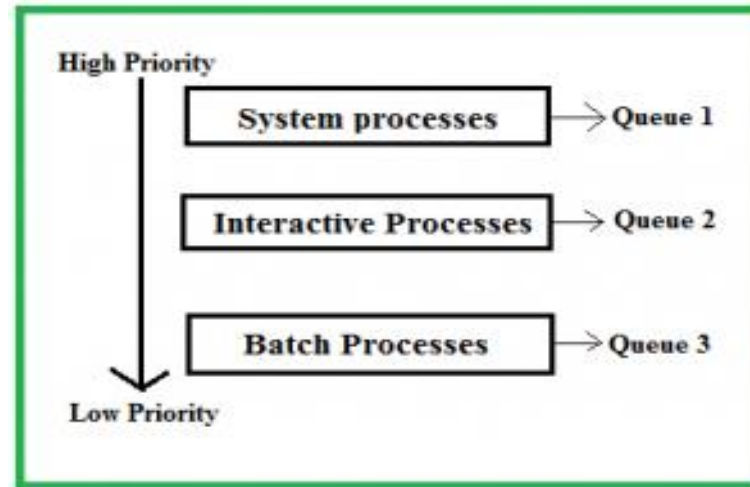 High Priority
System processes
Queue 1
Interactive Processes
Queue 2
Batch Processes
Queue 3
Low Priority